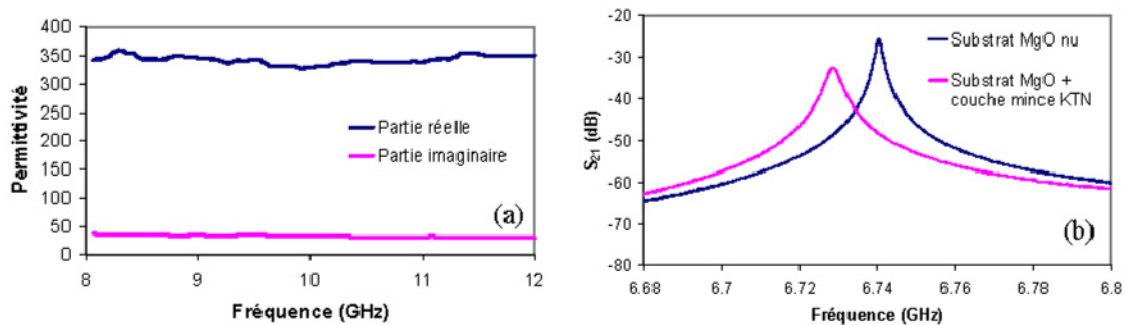 400
350
300
250
200
150
100
50
0
Permittivité
Partie réelle
Partie imaginaire
(a)
8
9
10
11
12
Fréquence (GHz)
-20
-30
-40
-50
-60
-70
-80
S21 (dB)
Substrat MgO nu
Substrat MgO +
couche mince KTN
(b)
6.68
6.7
6.72
6.74
6.76
6.78
6.8
Fréquence (GHz)